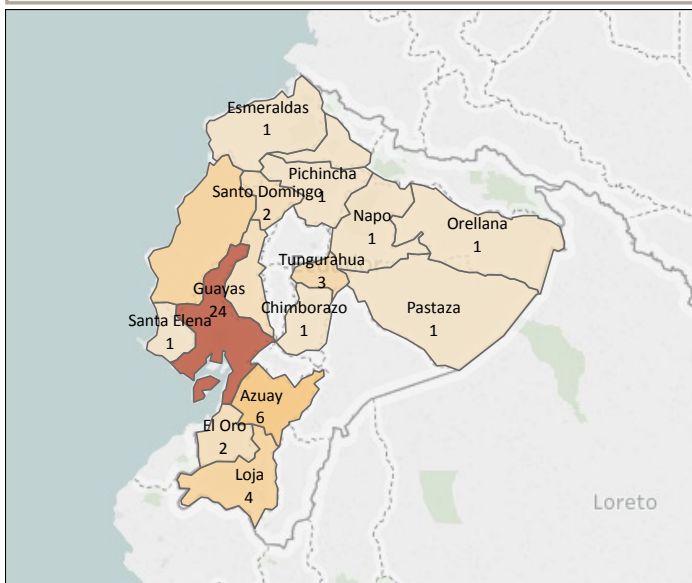 Esmeraldas
1
Pichincha
1
Santo Domingo
2
Napo
1
Orellana
1
Tungurahua
3
Guayas
24
Chimborazo
1
Pastaza
1
Santa Elena
1
Azuay
6
El Oro
2
Loja
4
Loreto